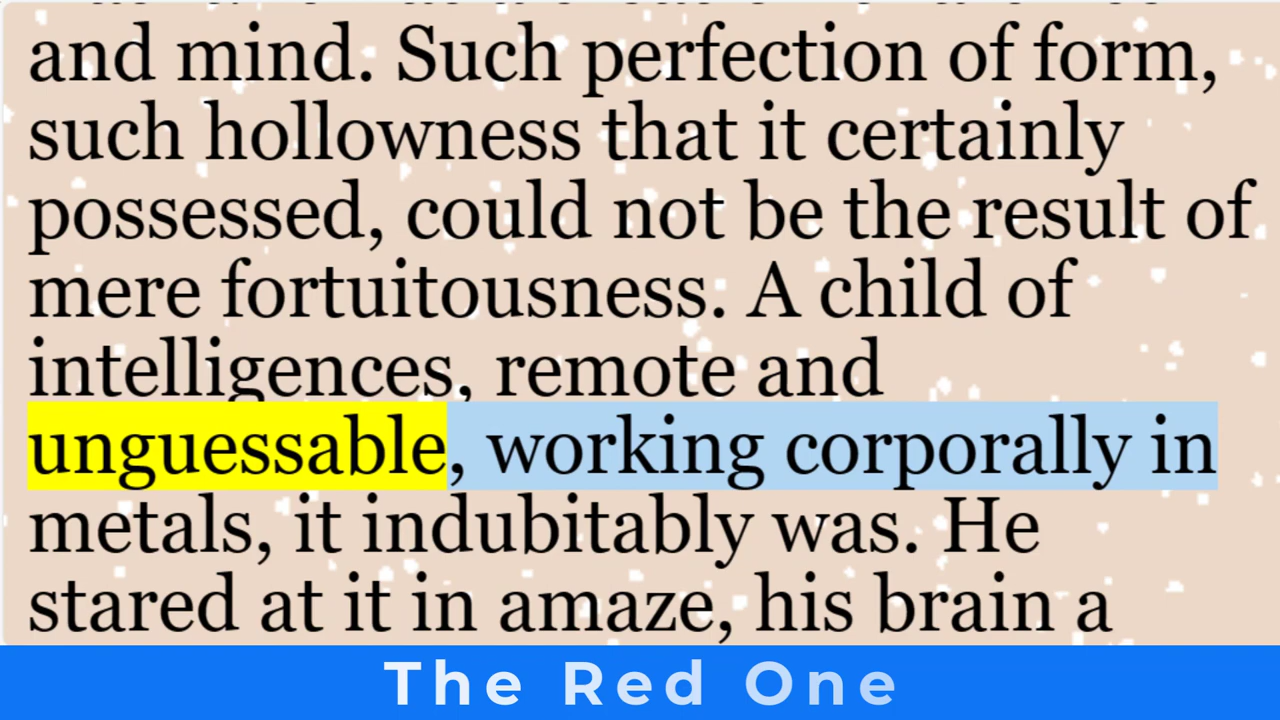 and mind. Such perfection of form,
such hollowness that it certainly
possessed, could not be the result of
mere fortuitousness. A child of
intelligences, remote and
unguessable, working corporally in
metals, it indubitably was. He
stared at it in amaze, his brain a
The Red One